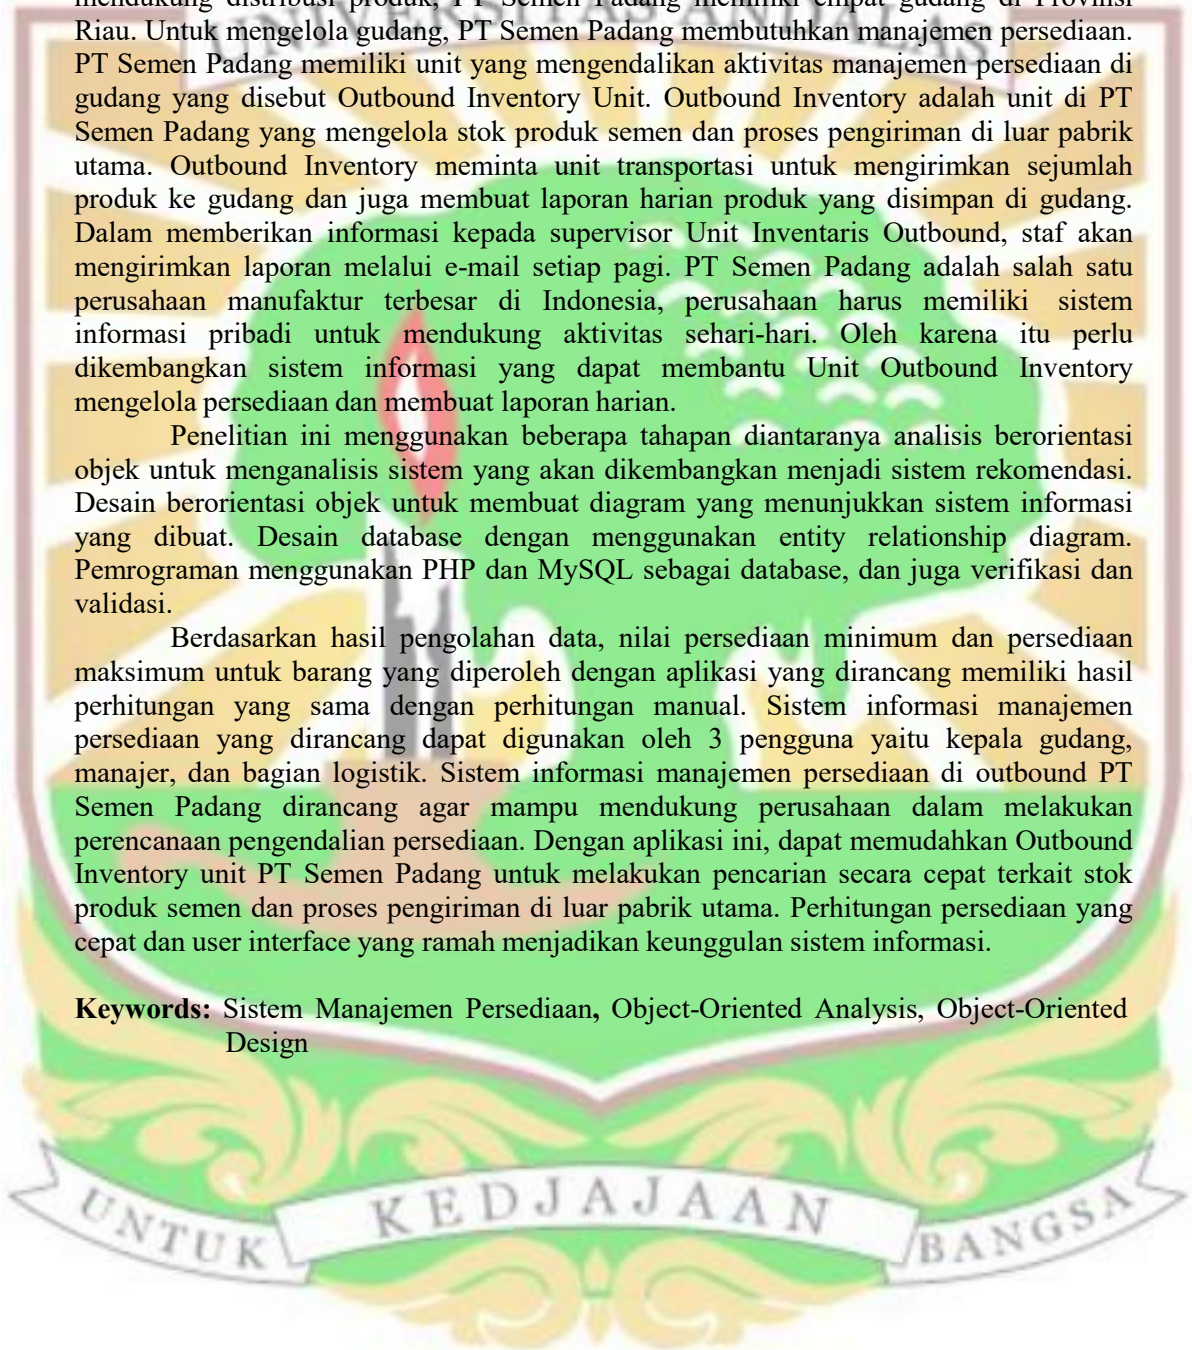 mendukung distribusi produk, PT Semen Padang memiliki empat gudang di Provinsi
Riau. Untuk mengelola gudang, PT Semen Padang membutuhkan manajemen persediaan.
PT Semen Padang memiliki unit yang mengendalikan aktivitas manajemen persediaan di
gudang yang disebut Outbound Inventory Unit. Outbound Inventory adalah unit di PT
Semen Padang yang mengelola stok produk semen dan proses pengiriman di luar pabrik
utama. Outbound Inventory meminta unit transportasi untuk mengirimkan sejumlah
produk ke gudang dan juga membuat laporan harian produk yang disimpan di gudang.
Dalam memberikan informasi kepada supervisor Unit Inventaris Outbound, staf akan
mengirimkan laporan melalui e-mail setiap pagi. PT Semen Padang adalah salah satu
perusahaan manufaktur terbesar di Indonesia, perusahaan harus memiliki sistem
informasi pribadi untuk mendukung aktivitas sehari-hari. Oleh karena itu perlu
dikembangkan sistem informasi yang dapat membantu Unit Outbound Inventory
mengelola persediaan dan membuat laporan harian.
Penelitian ini menggunakan beberapa tahapan diantaranya analisis berorientasi
objek untuk menganalisis sistem yang akan dikembangkan menjadi sistem rekomendasi.
Desain berorientasi objek untuk membuat diagram yang menunjukkan sistem informasi
yang dibuat. Desain database dengan menggunakan entity relationship diagram.
Pemrograman menggunakan PHP dan MySQL sebagai database, dan juga verifikasi dan
validasi.
Berdasarkan hasil pengolahan data, nilai persediaan minimum dan persediaan
maksimum untuk barang yang diperoleh dengan aplikasi yang dirancang memiliki hasil
perhitungan yang sama dengan perhitungan manual. Sistem informasi manajemen
persediaan yang dirancang dapat digunakan oleh 3 pengguna yaitu kepala gudang,
manajer, dan bagian logistik. Sistem informasi manajemen persediaan di outbound PT
Semen Padang dirancang agar mampu mendukung perusahaan dalam melakukan
perencanaan pengendalian persediaan. Dengan aplikasi ini, dapat memudahkan Outbound
Inventory unit PT Semen Padang untuk melakukan pencarian secara cepat terkait stok
produk semen dan proses pengiriman di luar pabrik utama. Perhitungan persediaan yang
cepat dan user interface yang ramah menjadikan keunggulan sistem informasi.
Keywords: Sistem Manajemen Persediaan, Object-Oriented Analysis, Object-Oriented
Design
UNIVERSITAS ANDALAS
UNTUK KEDJAJAAN BANGSA